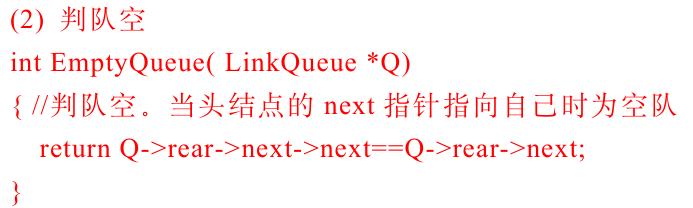 (2) 判队空
int EmptyQueue( LinkQueue *Q)
{ //判队空。当头结点的 next 指针指向自己时为空队
return Q->rear->next->next==Q->rear->next;
}